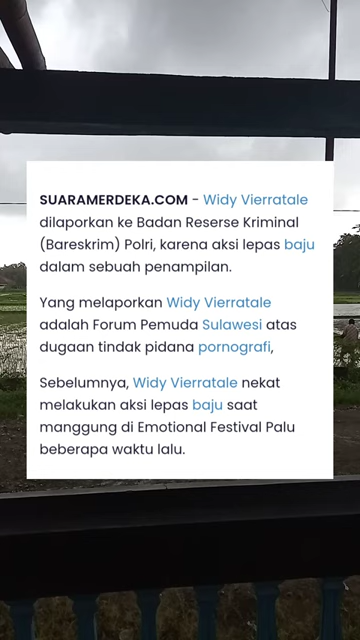 SUARAMERDEKA.COM - Widy Vierratale
dilaporkan ke Badan Reserse Kriminal
(Bareskrim) Polri, karena aksi lepas baju
dalam sebuah penampilan.
Yang melaporkan Widy Vierratale
adalah Forum Pemuda Sulawesi atas
dugaan tindak pidana pornografi,
Sebelumnya, Widy Vierratale nekat
melakukan aksi lepas baju saat
manggung di Emotional Festival Palu
beberapa waktu lalu.